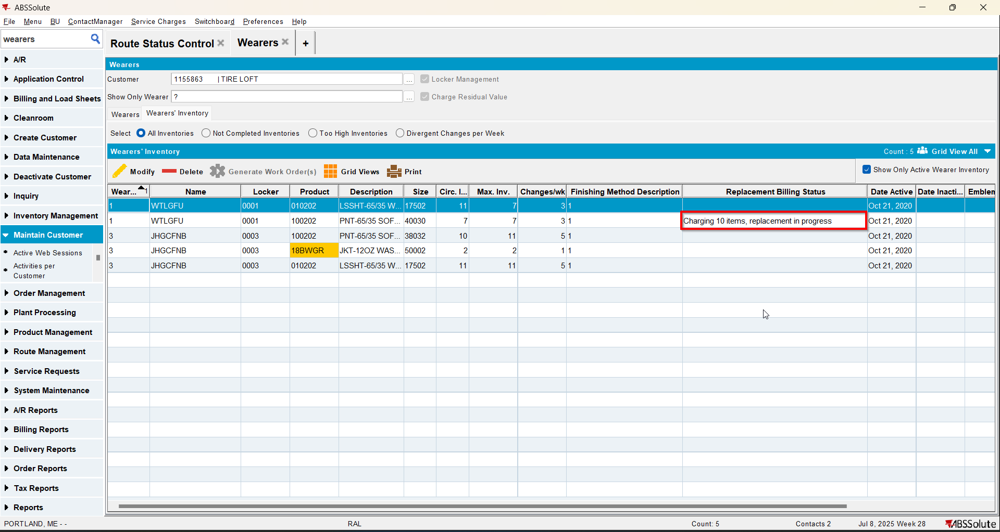 ABSSolute
File Menu BU ContactManager Service Charges Switchboard Preferences Help
wearers
Route Status Control Wearers +
A/R
Application Control
Billing and Load Sheets
Cleanroom
Create Customer
Data Maintenance
Deactivate Customer
Inquiry
Inventory Management
Maintain Customer
Active Web Sessions
Activities per
Customer
Order Management
Plant Processing
Product Management
Route Management
Service Requests
System Maintenance
A/R Reports
Billing Reports
Delivery Reports
Order Reports
Tax Reports
Reports
Wearers
Customer 1155863 | TIRE LOFT ... Locker Management
Show Only Wearer ? ... Charge Residual Value
Wearers Wearers' Inventory
Select All Inventories Not Completed Inventories Too High Inventories Divergent Changes per Week
Wearers' Inventory Count : 5 Grid View All
Modify Delete Generate Work Order(s) Grid Views Print Show Only Active Wearer Inventory
Wear... 1 Name Locker Product Description Size Circ. I... Max. Inv. Changes/wk Finishing Method Description Replacement Billing Status Date Active Date Inacti... Emblen
1 WTLGFU 0001 010202 LSSHT-65/35 W... 17502 11 7 3 1 Oct 21, 2020
1 WTLGFU 0001 100202 PNT-65/35 SOF... 40030 7 7 3 1 Charging 10 items, replacement in progress Oct 21, 2020
3 JHGCFNB 0003 100202 PNT-65/35 SOF... 38032 10 11 5 1 Oct 21, 2020
3 JHGCFNB 0003 18BWGR JKT-12OZ WAS... 50002 2 2 1 1 Oct 21, 2020
3 JHGCFNB 0003 010202 LSSHT-65/35 W... 17502 11 11 5 1 Oct 21, 2020
PORTLAND, ME - - RAL Count: 5 Contacts 2 Jul 8, 2025 Week 28 ABSSolute